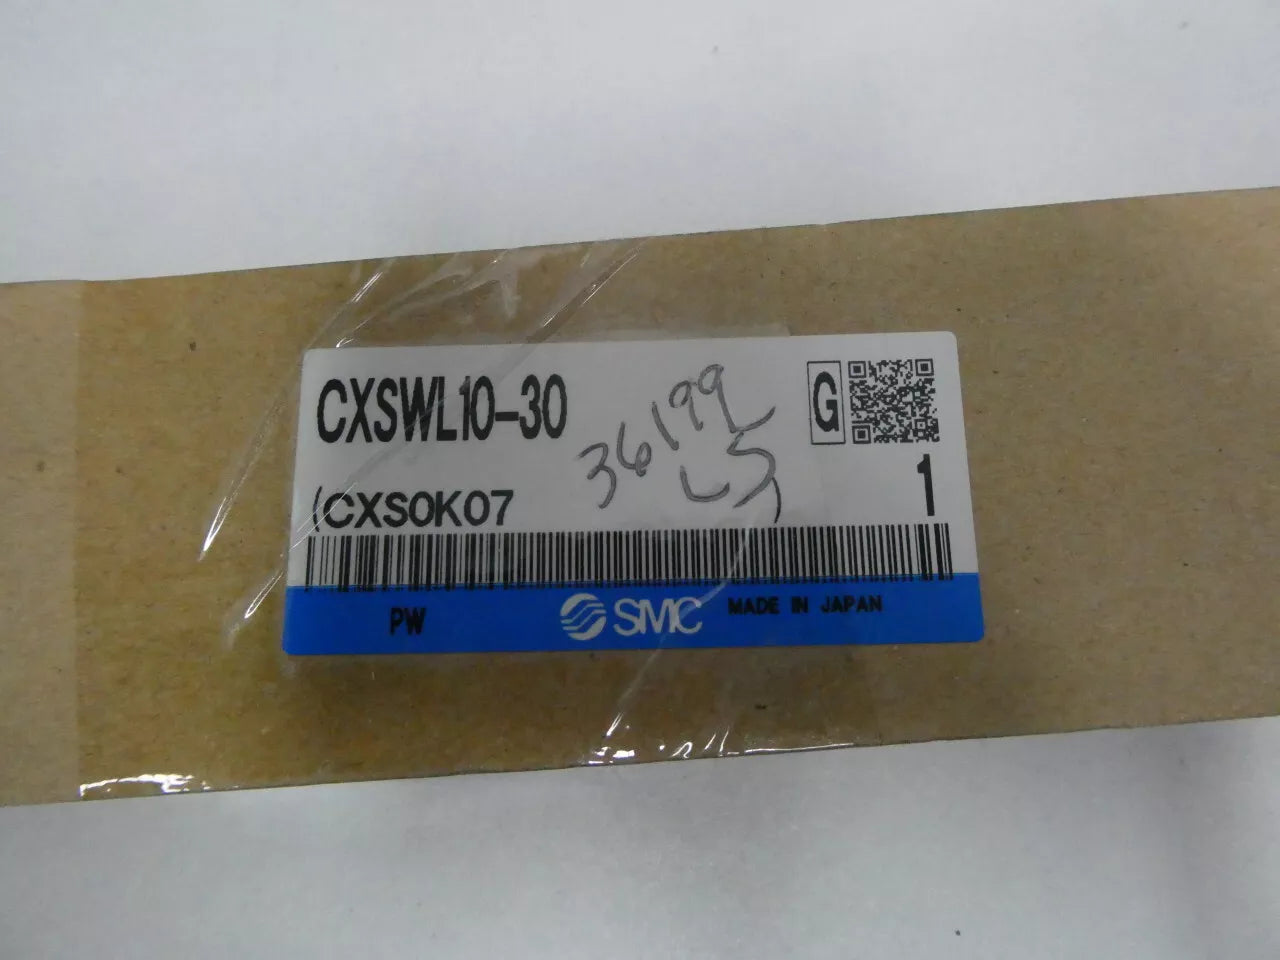 CXSWL10-30
G
36199
L5
(CXS0K07 )
1
PW
SMC
MADE IN JAPAN